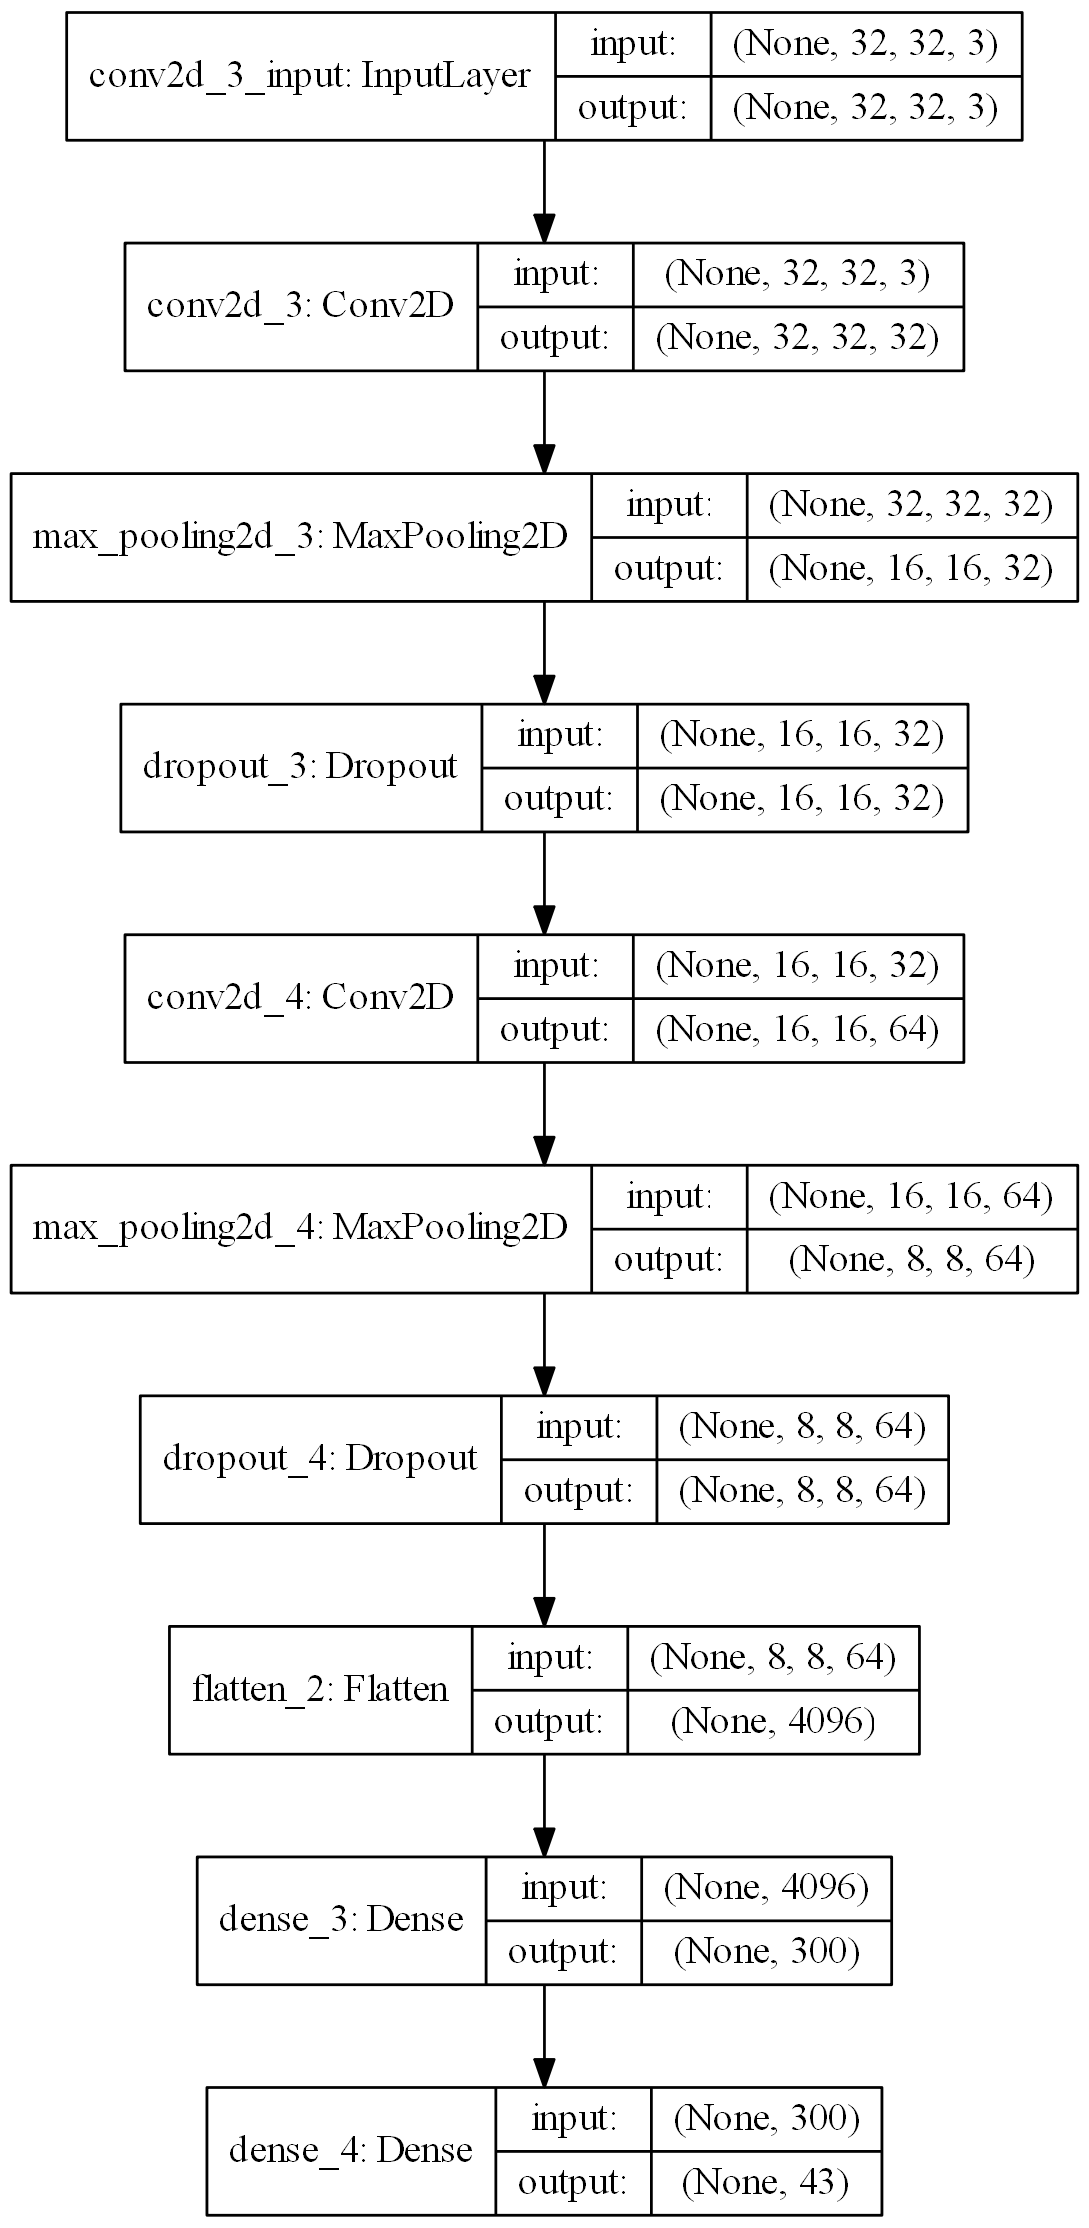 conv2d_3_input: InputLayer
input:
(None, 32, 32, 3)
output:
(None, 32, 32, 3)
conv2d_3: Conv2D
input:
(None, 32, 32, 3)
output:
(None, 32, 32, 32)
max_pooling2d_3: MaxPooling2D
input:
(None, 32, 32, 32)
output:
(None, 16, 16, 32)
dropout_3: Dropout
input:
(None, 16, 16, 32)
output:
(None, 16, 16, 32)
conv2d_4: Conv2D
input:
(None, 16, 16, 32)
output:
(None, 16, 16, 64)
max_pooling2d_4: MaxPooling2D
input:
(None, 16, 16, 64)
output:
(None, 8, 8, 64)
dropout_4: Dropout
input:
(None, 8, 8, 64)
output:
(None, 8, 8, 64)
flatten_2: Flatten
input:
(None, 8, 8, 64)
output:
(None, 4096)
dense_3: Dense
input:
(None, 4096)
output:
(None, 300)
dense_4: Dense
input:
(None, 300)
output:
(None, 43)